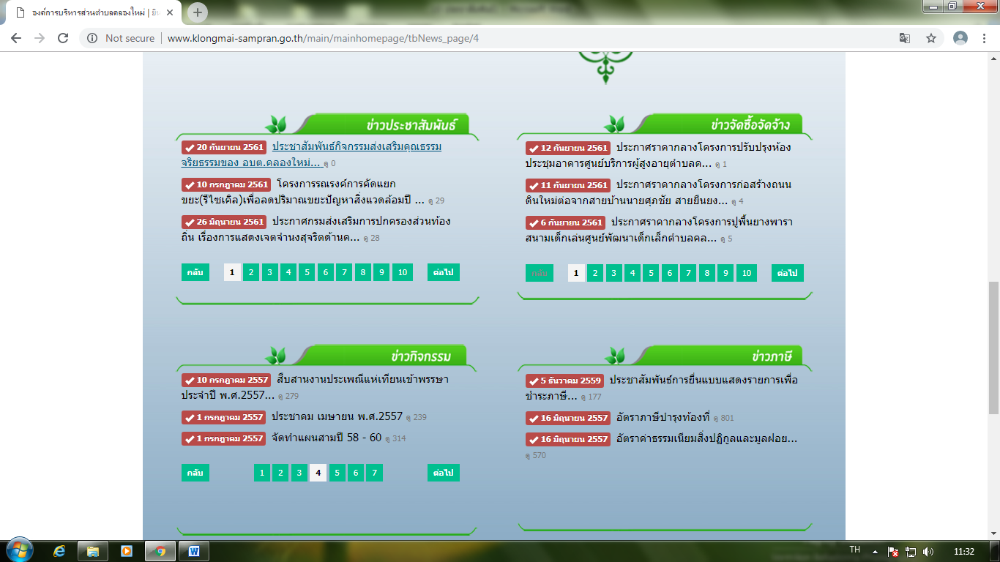 องค์การบริหารส่วนตำบลคลองใหม่ | ยิน
Not secure | www.klongmai-sampran.go.th/main/mainhomepage/tbNews_page/4
ข่าวประชาสัมพันธ์
20 กันยายน 2561 ประชาสัมพันธ์กิจกรรมส่งเสริมคุณธรรม
จริยธรรมของ อบต.คลองใหม่... ดู 0
10 กรกฎาคม 2561 โครงการรณรงค์การคัดแยก
ขยะ(รีไซเคิล)เพื่อลดปริมาณขยะปัญหาสิ่งแวดล้อมปี ... ดู 29
26 มิถุนายน 2561 ประกาศกรมส่งเสริมการปกครองส่วนท้อง
ถิ่น เรื่องการแสดงเจตจำนงสุจริตด้านค... ดู 28
กลับ 1 2 3 4 5 6 7 8 9 10 ต่อไป
ข่าวจัดซื้อจัดจ้าง
12 กันยายน 2561 ประกาศราคากลางโครงการปรับปรุงห้อง
ประชุมอาคารศูนย์บริการผู้สูงอายุตำบลค... ดู 1
11 กันยายน 2561 ประกาศราคากลางโครงการก่อสร้างถนน
ดินใหม่ต่อจากสายบ้านนายศุภชัย สายยืนยง... ดู 4
6 กันยายน 2561 ประกาศราคากลางโครงการปูพื้นยางพารา
สนามเด็กเล่นศูนย์พัฒนาเด็กเล็กตำบลคล... ดู 5
กลับ 1 2 3 4 5 6 7 8 9 10 ต่อไป
ข่าวกิจกรรม
10 กรกฎาคม 2557 สืบสานงานประเพณีแห่เทียนเข้าพรรษา
ประจำปี พ.ศ.2557... ดู 279
1 กรกฎาคม 2557 ประชาคม เมษายน พ.ศ.2557 ดู 239
1 กรกฎาคม 2557 จัดทำแผนสามปี 58 - 60 ดู 314
กลับ 1 2 3 4 5 6 7 ต่อไป
ข่าวภาษี
5 ธันวาคม 2559 ประชาสัมพันธ์การยื่นแบบแสดงรายการเพื่อ
ชำระภาษี... ดู 177
16 มิถุนายน 2557 อัตราภาษีบำรุงท้องที่ ดู 801
16 มิถุนายน 2557 อัตราค่าธรรมเนียมสิ่งปฏิกูลและมูลฝอย...
ดู 570
TH 11:32